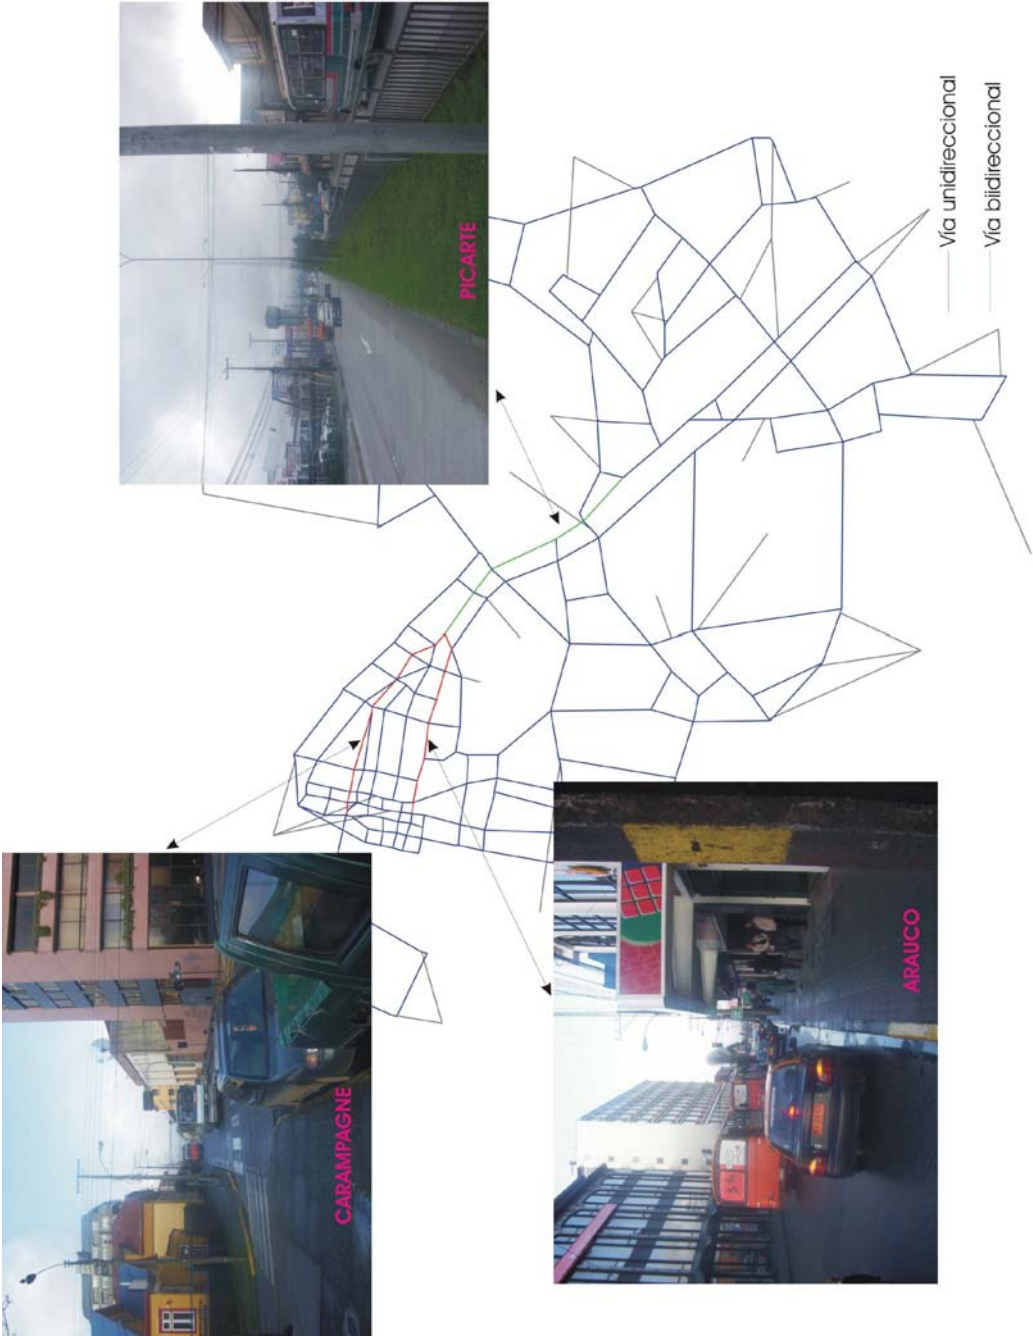 PICARTE
Vía unidireccional
Vía biidireccional
CARAMPAGNE
ARAUCO